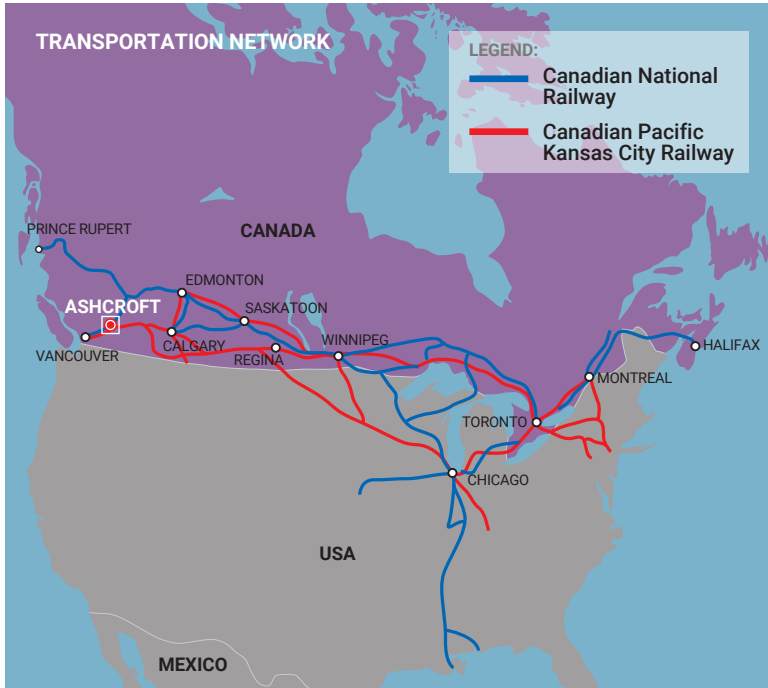 TRANSPORTATION NETWORK
LEGEND:
Canadian National
Railway
Canadian Pacific
Kansas City Railway
CANADA
PRINCE RUPERT
EDMONTON
ASHCROFT
SASKATOON
VANCOUVER
CALGARY
REGINA
WINNIPEG
HALIFAX
MONTREAL
TORONTO
CHICAGO
USA
MEXICO